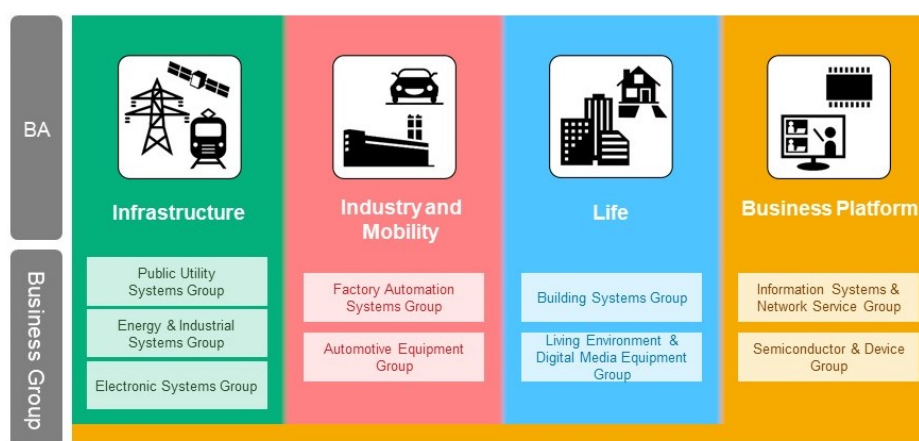 BA
Infrastructure
Industry and
Mobility
Life
Business Platform
Business Group
Public Utility
Systems Group
Energy & Industrial
Systems Group
Electronic Systems Group
Factory Automation
Systems Group
Automotive Equipment
Group
Building Systems Group
Living Environment &
Digital Media Equipment
Group
Information Systems &
Network Service Group
Semiconductor & Device
Group